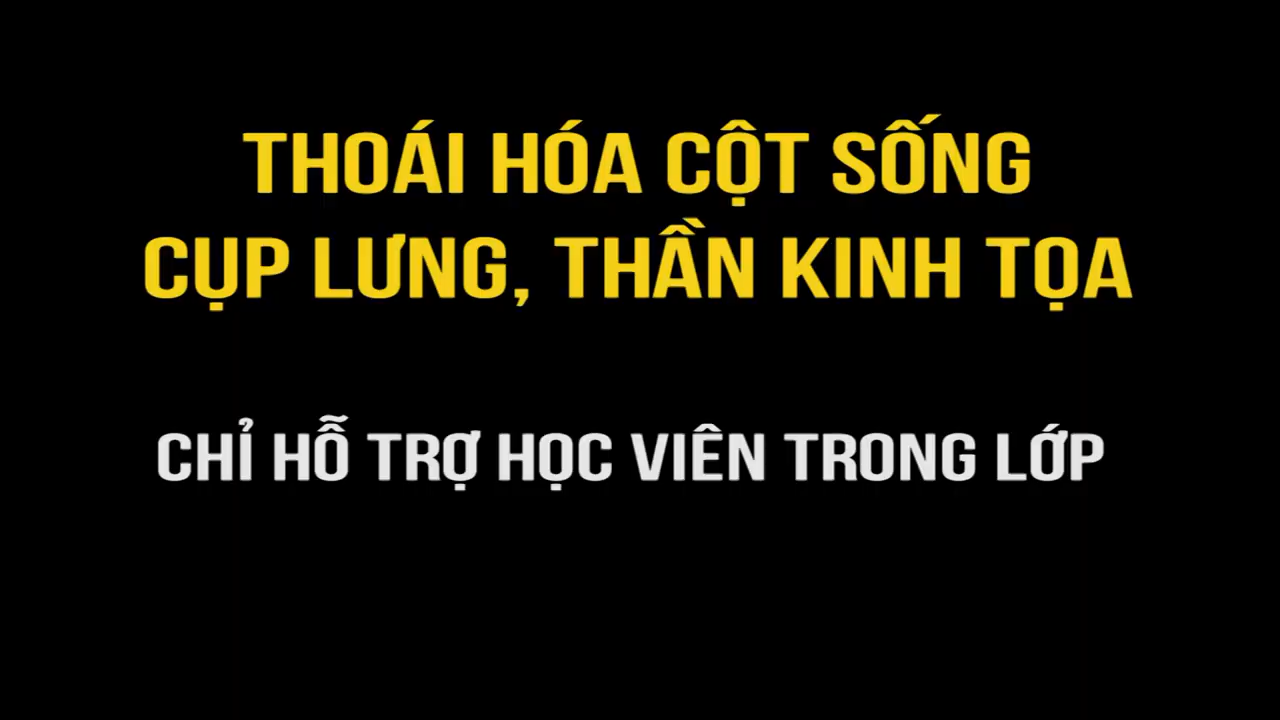 THOÁI HÓA CỘT SỐNG
CỤP LƯNG, THẦN KINH TỌA
CHỈ HỖ TRỢ HỌC VIÊN TRONG LỚP